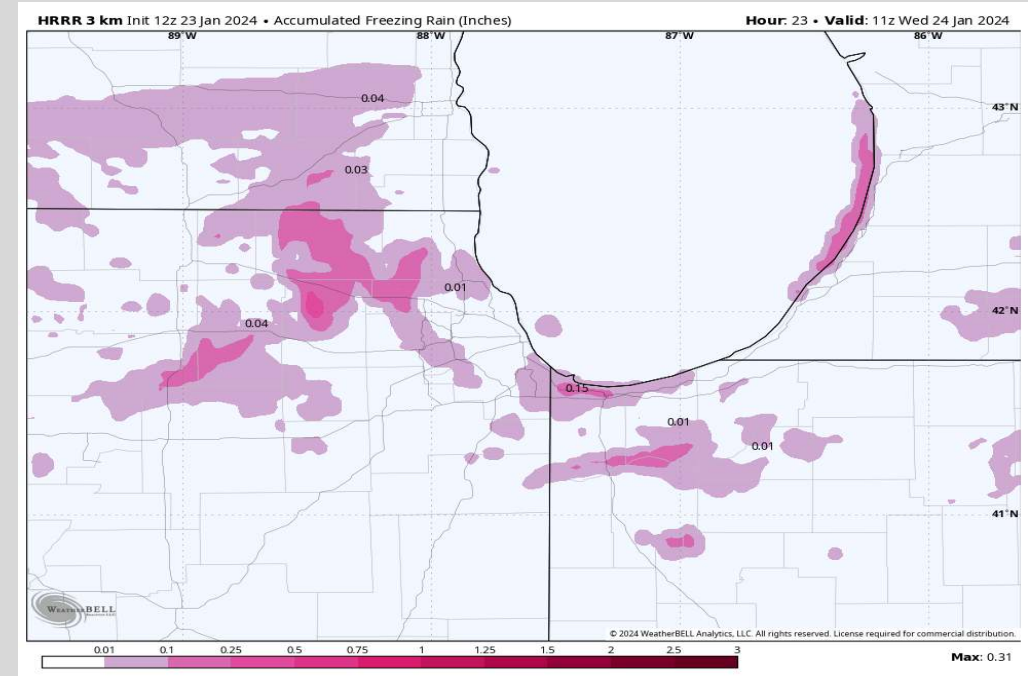 HRRR 3 km Init 12z 23 Jan 2024 • Accumulated Freezing Rain (Inches)
Hour: 23 • Valid: 11z Wed 24 Jan 2024
89°W 88°W 87°W 86°W
0.04
43°N
0.03
0.01
42°N
0.04
0.15
0.01
0.01
41°N
WEATHERBELL
© 2024 WeatherBELL Analytics, LLC. All rights reserved. License required for commercial distribution.
0.01 0.1 0.25 0.5 0.75 1 1.25 1.5 2 2.5 3
Max: 0.31